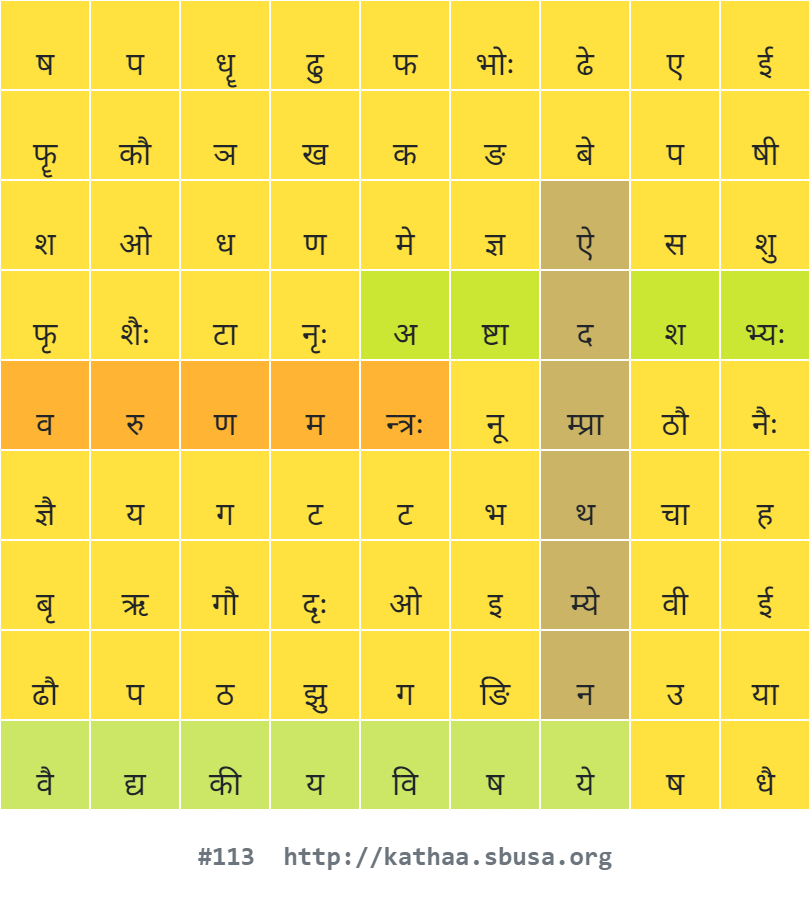 ष प धॄ ढु फ भोः ढे ए ई
फॄ कौ ञ ख क ङ बे प षी
श ओ ध ण मे ज्ञ ऐ स शु
फृ शैः टा नृः अ ष्टा द श भ्यः
व रु ण म न्त्रः नू म्प्रा ठौ नैः
ज्ञै य ग ट ट भ थ चा ह
बृ ऋ गौ दृः ओ इ म्ये वी ई
ढौ प ठ झु ग ङि न उ या
वै द्य की य वि ष ये ष धै
#113 http://kathaa.sbusa.org